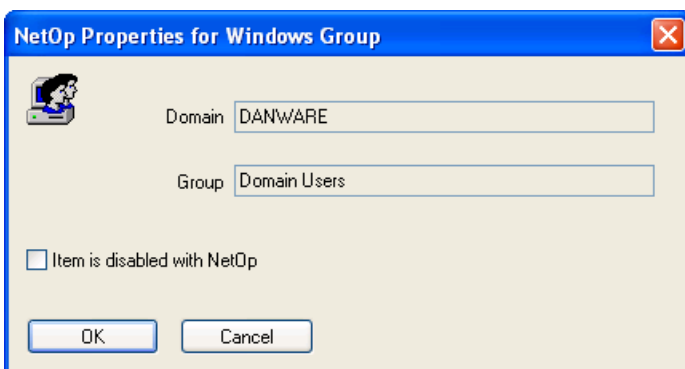 NetOp Properties for Windows Group
Domain DANWARE
Group Domain Users
Item is disabled with NetOp
OK Cancel